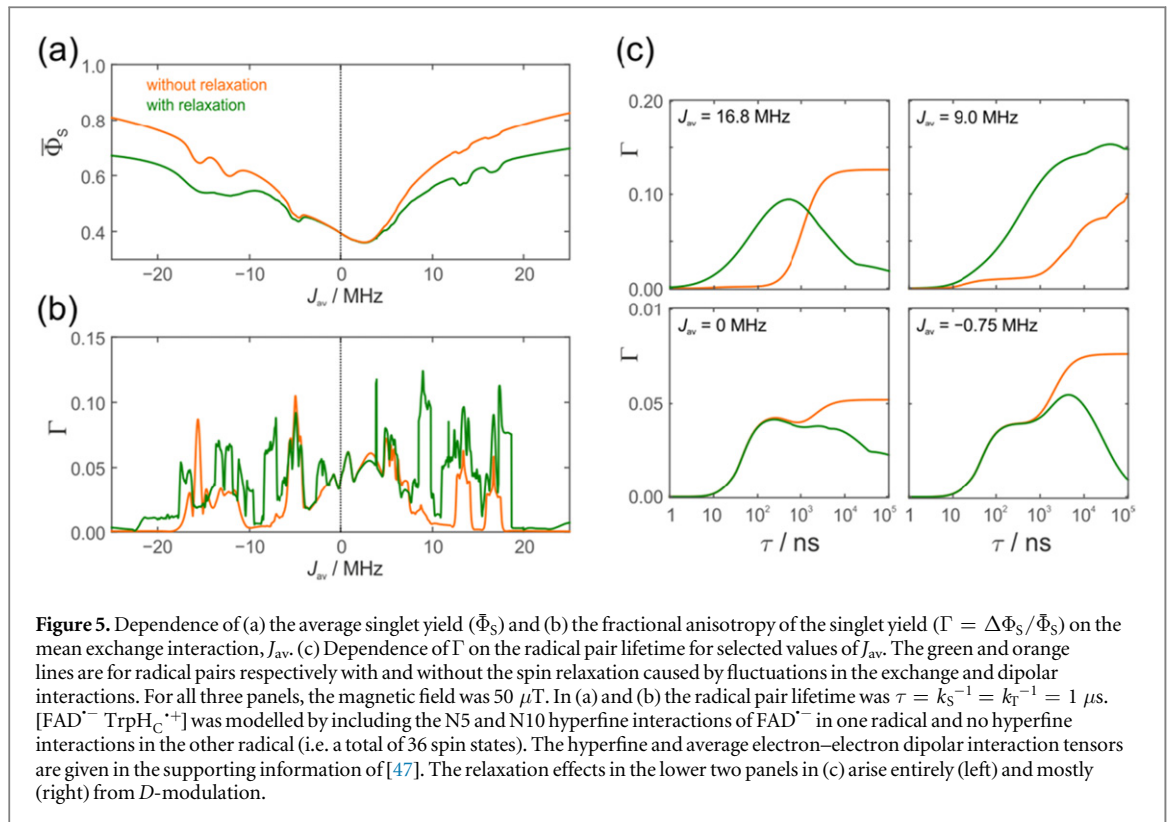 (a)
1.0
0.8
0.6
0.4
Φ̄S
without relaxation
with relaxation
−20 −10 0 10 20
Jav / MHz
(b)
0.15
0.10
0.05
0.00
Γ
−20 −10 0 10 20
Jav / MHz
(c)
0.20
0.10
0.00
Γ
Jav = 16.8 MHz
Jav = 9.0 MHz
0.01
0.05
0.00
Γ
Jav = 0 MHz
Jav = −0.75 MHz
1 10 10² 10³ 10⁴ 10⁵
1 10 10² 10³ 10⁴ 10⁵
τ / ns
τ / ns
Figure 5. Dependence of (a) the average singlet yield (Φ̄S) and (b) the fractional anisotropy of the singlet yield (Γ = ΔΦS/Φ̄S) on the
mean exchange interaction, Jav. (c) Dependence of Γ on the radical pair lifetime for selected values of Jav. The green and orange
lines are for radical pairs respectively with and without the spin relaxation caused by fluctuations in the exchange and dipolar
interactions. For all three panels, the magnetic field was 50 μT. In (a) and (b) the radical pair lifetime was τ = kS⁻¹ = kT⁻¹ = 1 μs.
[FAD•− TrpHC•+] was modelled by including the N5 and N10 hyperfine interactions of FAD•− in one radical and no hyperfine
interactions in the other radical (i.e. a total of 36 spin states). The hyperfine and average electron–electron dipolar interaction tensors
are given in the supporting information of [47]. The relaxation effects in the lower two panels in (c) arise entirely (left) and mostly
(right) from D-modulation.